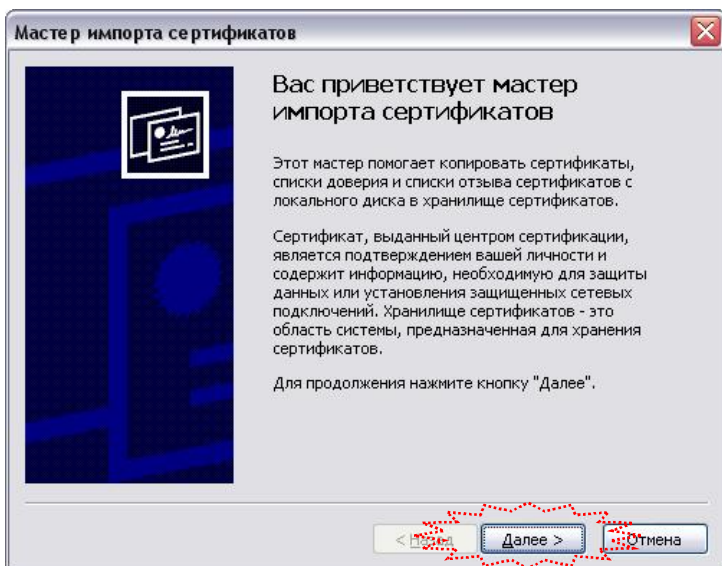 Мастер импорта сертификатов
Вас приветствует мастер
импорта сертификатов
Этот мастер помогает копировать сертификаты,
списки доверия и списки отзыва сертификатов с
локального диска в хранилище сертификатов.
Сертификат, выданный центром сертификации,
является подтверждением вашей личности и
содержит информацию, необходимую для защиты
данных или установления защищенных сетевых
подключений. Хранилище сертификатов - это
область системы, предназначенная для хранения
сертификатов.
Для продолжения нажмите кнопку "Далее".
< Назад Далее > Отмена